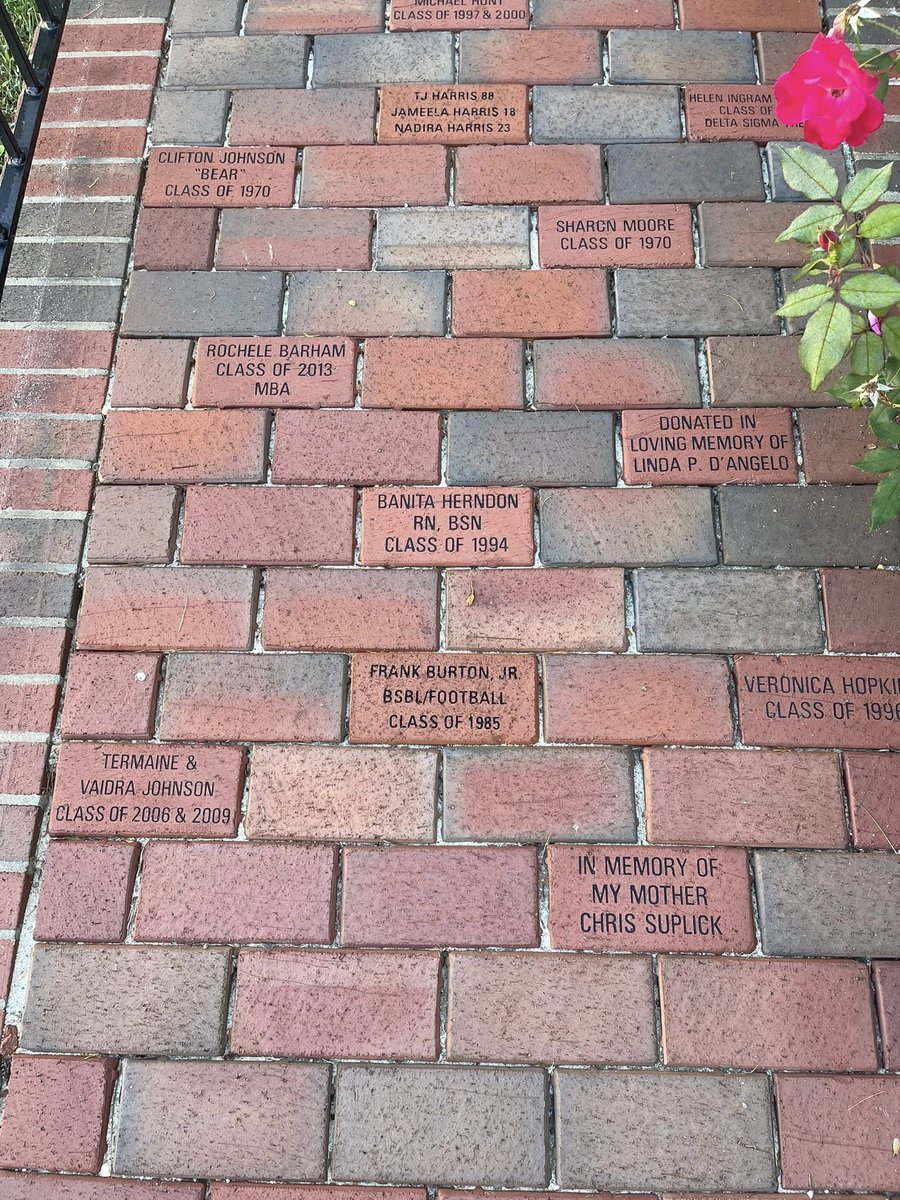 MICHAEL HUNT
CLASS OF 1997 & 2000
TJ HARRIS 88
JAMEELA HARRIS 18
NADIRA HARRIS 23
HELEN INGRAM
CLASS OF
DELTA SIGMA
CLIFTON JOHNSON
"BEAR"
CLASS OF 1970
SHARON MOORE
CLASS OF 1970
ROCHELE BARHAM
CLASS OF 2013
MBA
DONATED IN
LOVING MEMORY OF
LINDA P. D'ANGELO
BANITA HERNDON
RN, BSN
CLASS OF 1994
FRANK BURTON, JR.
BSBL/FOOTBALL
CLASS OF 1985
VERONICA
CLASS OF 1996
TERMAINE &
VAIDRA JOHNSON
CLASS OF 2006 & 2009
IN MEMORY OF
MY MOTHER
CHRIS SUPLICK